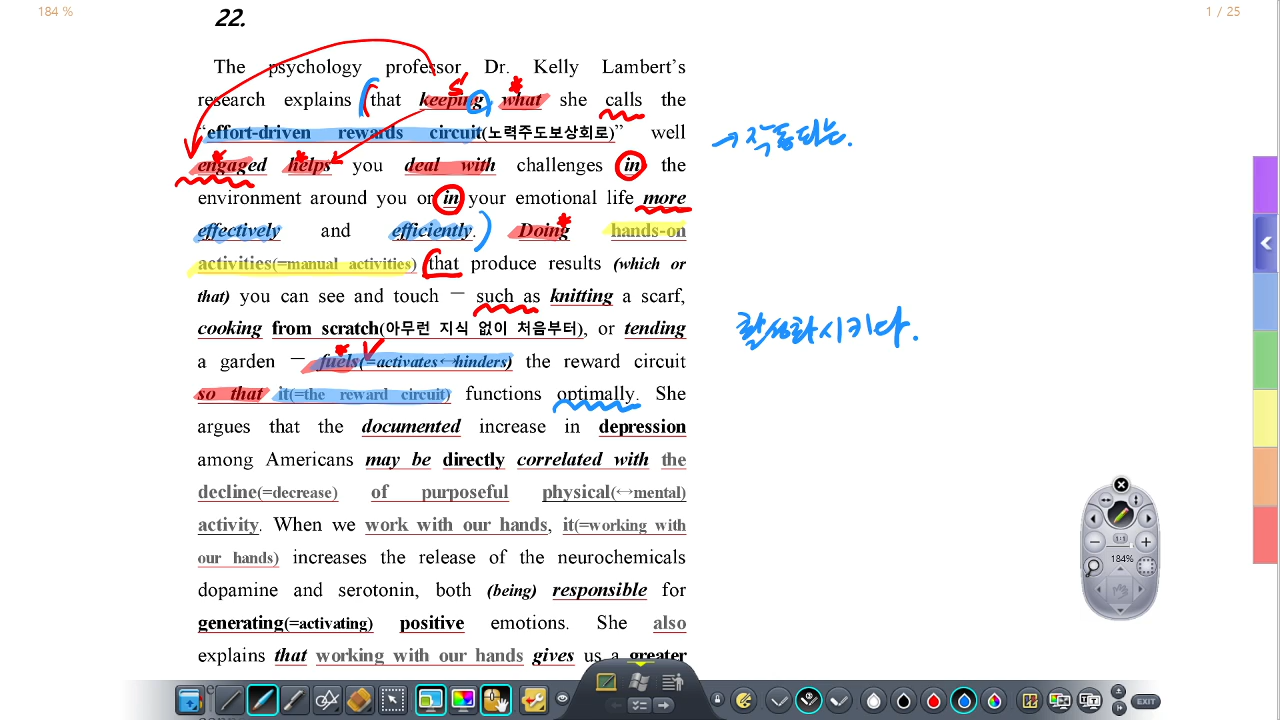 184 %
1 / 25
22.
The psychology professor Dr. Kelly Lambert's
research explains (that keeping what she calls the
"effort-driven rewards circuit(노력주도보상회로)" well
→ 작동되는.
engaged helps you deal with challenges in the
environment around you or in your emotional life more
effectively and efficiently.) Doing hands-on
activities(=manual activities) that produce results (which or
that) you can see and touch — such as knitting a scarf,
cooking from scratch(아무런 지식 없이 처음부터), or tending
활성화시키다.
a garden — fuels(=activates↔hinders) the reward circuit
so that it(=the reward circuit) functions optimally. She
argues that the documented increase in depression
among Americans may be directly correlated with the
decline(=decrease) of purposeful physical(↔mental)
activity. When we work with our hands, it(=working with
our hands) increases the release of the neurochemicals
dopamine and serotonin, both (being) responsible for
generating(=activating) positive emotions. She also
explains that working with our hands gives us a greater
184%
EXIT